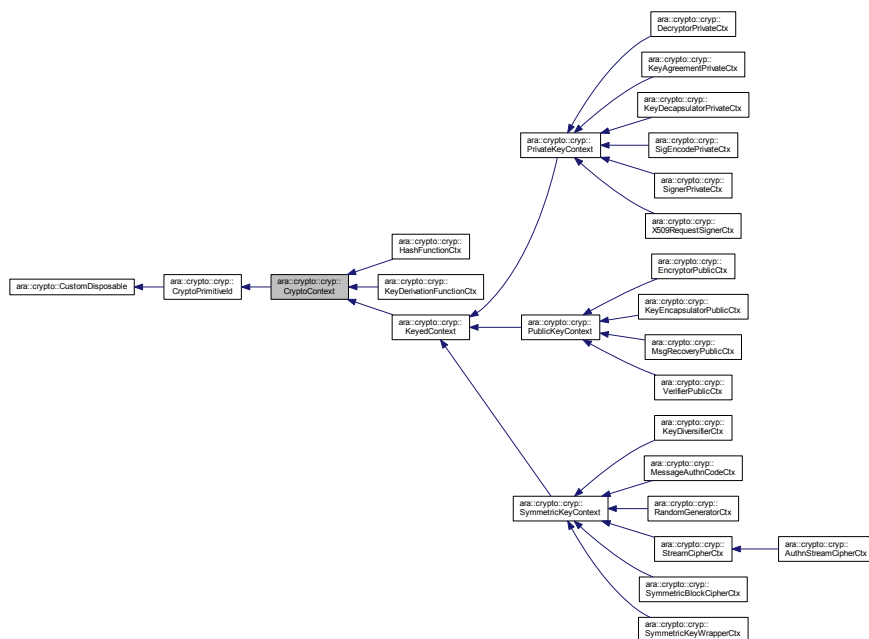 ara::crypto::cryp::
DecryptorPrivateCtx
ara::crypto::cryp::
KeyAgreementPrivateCtx
ara::crypto::cryp::
KeyDecapsulatorPrivateCtx
ara::crypto::cryp::
PrivateKeyContext
ara::crypto::cryp::
SigEncodePrivateCtx
ara::crypto::cryp::
SignerPrivateCtx
ara::crypto::cryp::
X509RequestSignerCtx
ara::crypto::cryp::
HashFunctionCtx
ara::crypto::CustomDisposable
ara::crypto::cryp::
CryptoPrimitiveId
ara::crypto::cryp::
CryptoContext
ara::crypto::cryp::
KeyDerivationFunctionCtx
ara::crypto::cryp::
KeyedContext
ara::crypto::cryp::
EncryptorPublicCtx
ara::crypto::cryp::
KeyEncapsulatorPublicCtx
ara::crypto::cryp::
PublicKeyContext
ara::crypto::cryp::
MsgRecoveryPublicCtx
ara::crypto::cryp::
VerifierPublicCtx
ara::crypto::cryp::
KeyDiversifierCtx
ara::crypto::cryp::
MessageAuthnCodeCtx
ara::crypto::cryp::
SymmetricKeyContext
ara::crypto::cryp::
RandomGeneratorCtx
ara::crypto::cryp::
StreamCipherCtx
ara::crypto::cryp::
AuthnStreamCipherCtx
ara::crypto::cryp::
SymmetricBlockCipherCtx
ara::crypto::cryp::
SymmetricKeyWrapperCtx